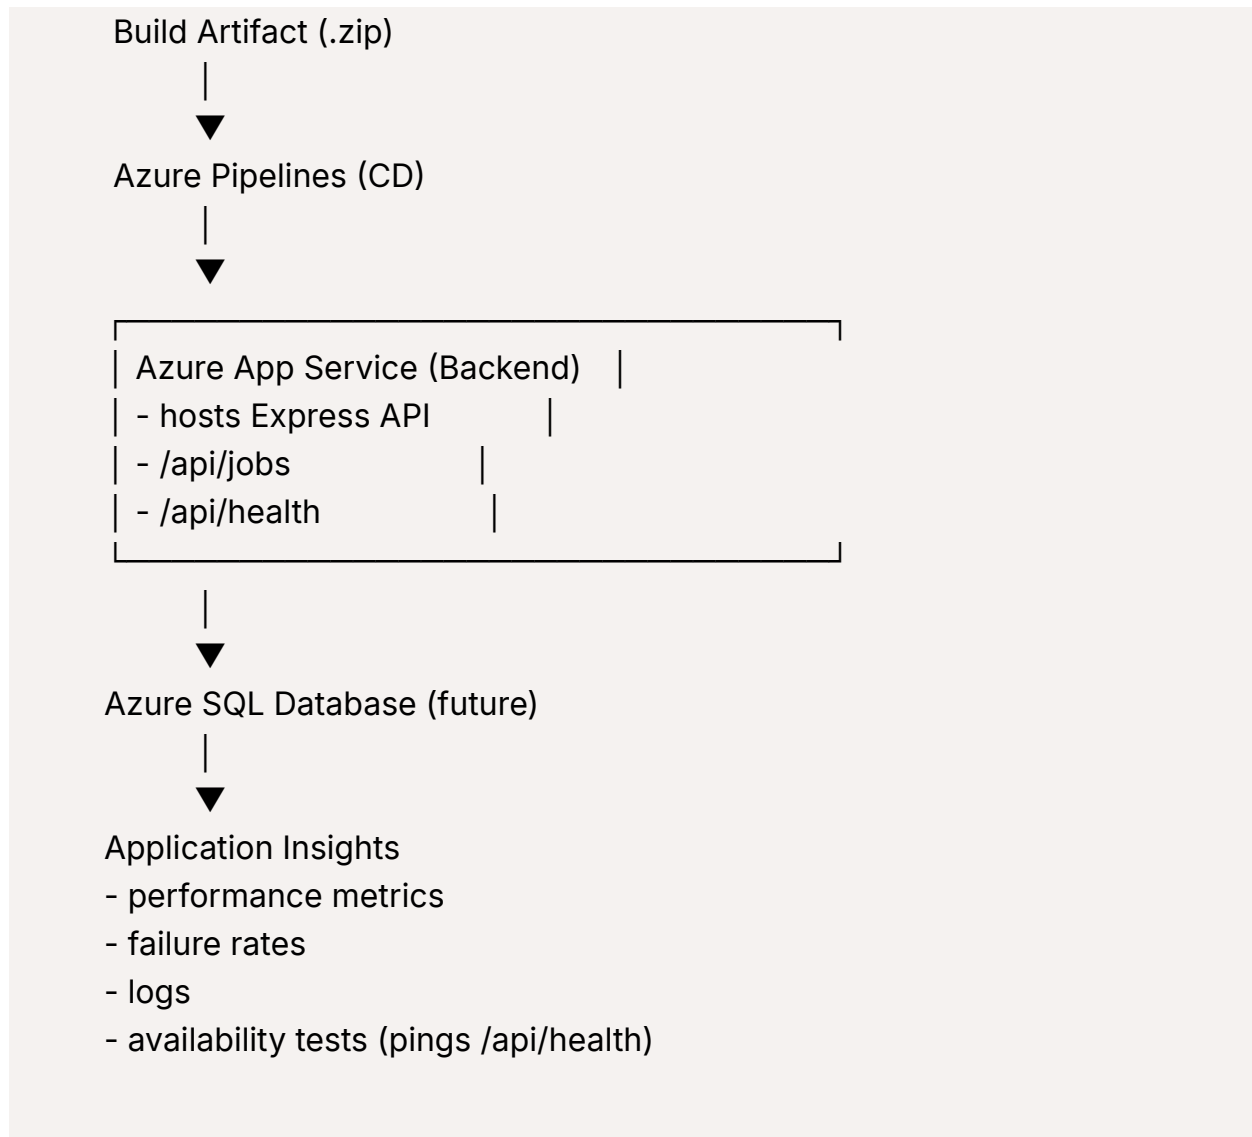 Build Artifact (.zip)
│
▼
Azure Pipelines (CD)
│
▼
┌────────────────────────────────┐
│ Azure App Service (Backend) │
│ - hosts Express API │
│ - /api/jobs │
│ - /api/health │
└────────────────────────────────┘
│
▼
Azure SQL Database (future)
│
▼
Application Insights
- performance metrics
- failure rates
- logs
- availability tests (pings /api/health)